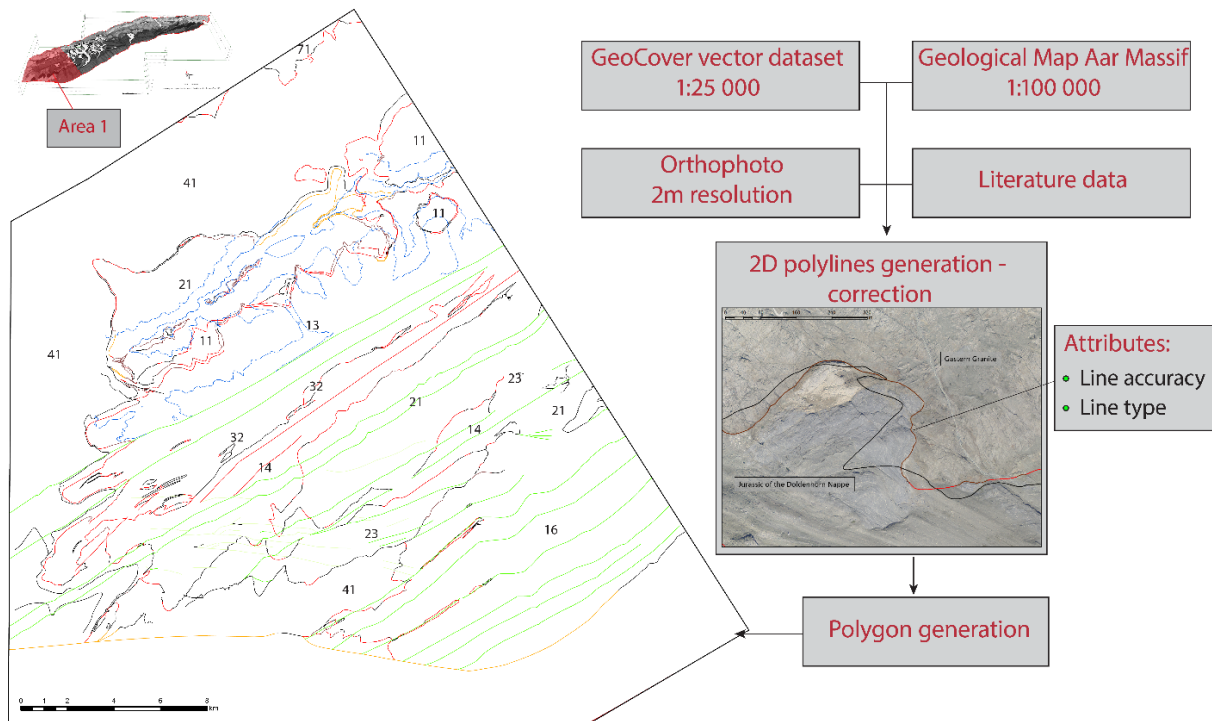 Area 1
71
11
41
11
21
13
11
41
32
23
21
21
32
14
14
16
23
41
0 1 2 4 6 8
km
GeoCover vector dataset
1:25 000
Geological Map Aar Massif
1:100 000
Orthophoto
2m resolution
Literature data
2D polylines generation -
correction
Gastern Granite
Jurassic of the Doldenhorn Nappe
Attributes:
Line accuracy
Line type
Polygon generation